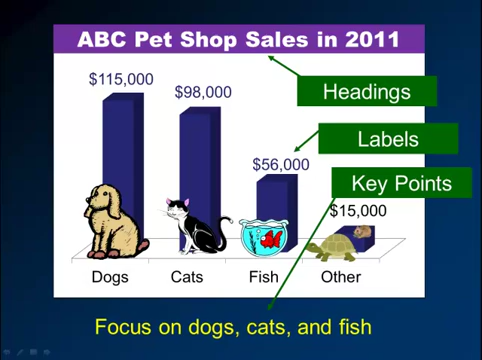 ABC Pet Shop Sales in 2011
$115,000
$98,000
Headings
Labels
$56,000
Key Points
$15,000
Dogs
Cats
Fish
Other
Focus on dogs, cats, and fish